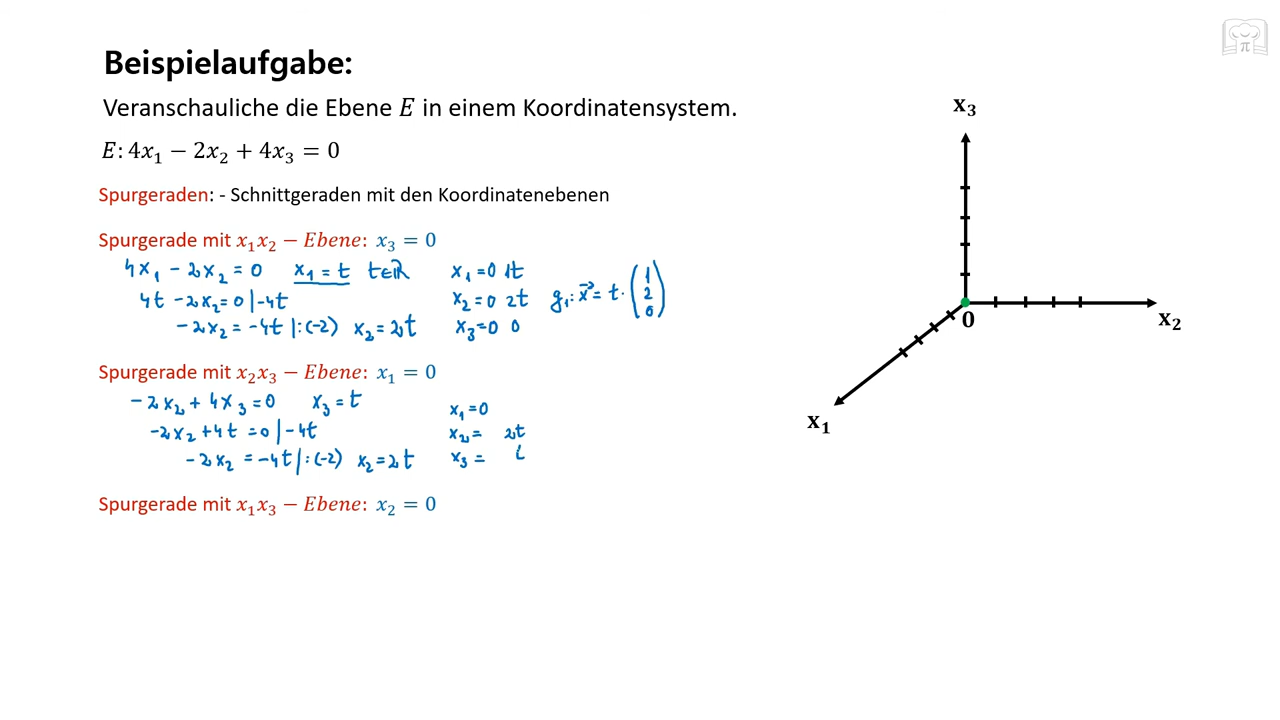 Beispielaufgabe:
Veranschauliche die Ebene E in einem Koordinatensystem.
E: 4x₁ − 2x₂ + 4x₃ = 0
Spurgeraden: - Schnittgeraden mit den Koordinatenebenen
Spurgerade mit x₁x₂ − Ebene: x₃ = 0
4x₁ - 2x₂ = 0 x₁ = t t∈ℝ x₁ = 0 1t
4t - 2x₂ = 0 | -4t x₂ = 0 2t g₁: x⃗ = t · (1 2 0)
-2x₂ = -4t | :(-2) x₂ = 2t x₃ = 0 0
Spurgerade mit x₂x₃ − Ebene: x₁ = 0
-2x₂ + 4x₃ = 0 x₃ = t x₁ = 0
-2x₂ + 4t = 0 | -4t x₂ = 2t
-2x₂ = -4t | :(-2) x₂ = 2t x₃ = t
Spurgerade mit x₁x₃ − Ebene: x₂ = 0
x₃
0
x₂
x₁
π